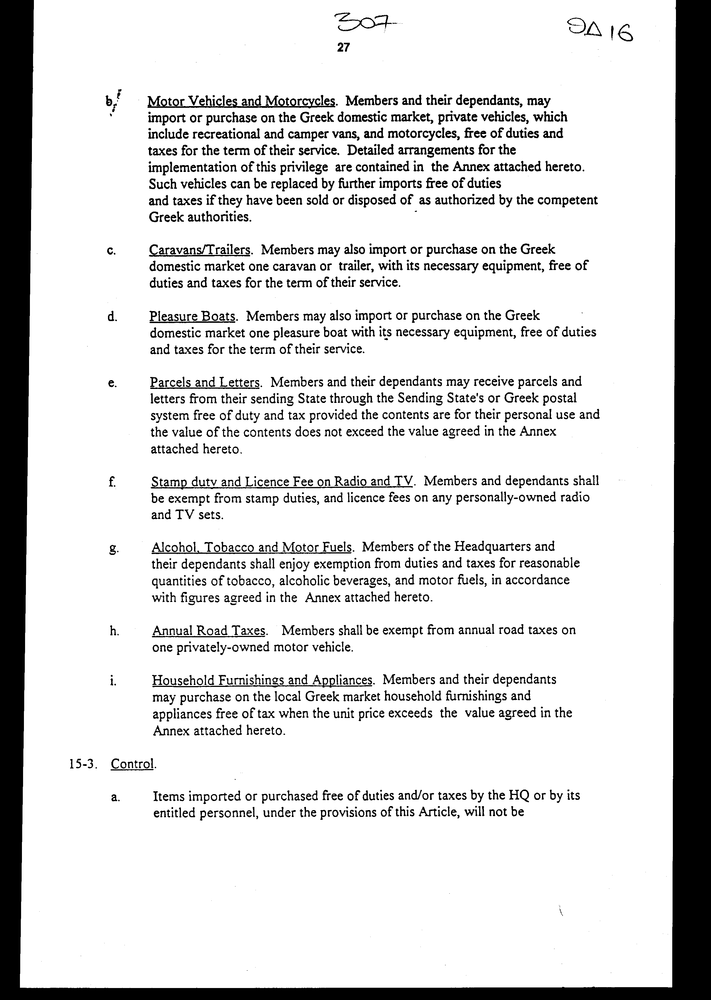 307
9Δ 16
27
b. Motor Vehicles and Motorcycles. Members and their dependants, may
import or purchase on the Greek domestic market, private vehicles, which
include recreational and camper vans, and motorcycles, free of duties and
taxes for the term of their service. Detailed arrangements for the
implementation of this privilege are contained in the Annex attached hereto.
Such vehicles can be replaced by further imports free of duties
and taxes if they have been sold or disposed of as authorized by the competent
Greek authorities.
c. Caravans/Trailers. Members may also import or purchase on the Greek
domestic market one caravan or trailer, with its necessary equipment, free of
duties and taxes for the term of their service.
d. Pleasure Boats. Members may also import or purchase on the Greek
domestic market one pleasure boat with its necessary equipment, free of duties
and taxes for the term of their service.
e. Parcels and Letters. Members and their dependants may receive parcels and
letters from their sending State through the Sending State's or Greek postal
system free of duty and tax provided the contents are for their personal use and
the value of the contents does not exceed the value agreed in the Annex
attached hereto.
f. Stamp duty and Licence Fee on Radio and TV. Members and dependants shall
be exempt from stamp duties, and licence fees on any personally-owned radio
and TV sets.
g. Alcohol, Tobacco and Motor Fuels. Members of the Headquarters and
their dependants shall enjoy exemption from duties and taxes for reasonable
quantities of tobacco, alcoholic beverages, and motor fuels, in accordance
with figures agreed in the Annex attached hereto.
h. Annual Road Taxes. Members shall be exempt from annual road taxes on
one privately-owned motor vehicle.
i. Household Furnishings and Appliances. Members and their dependants
may purchase on the local Greek market household furnishings and
appliances free of tax when the unit price exceeds the value agreed in the
Annex attached hereto.
15-3. Control.
a. Items imported or purchased free of duties and/or taxes by the HQ or by its
entitled personnel, under the provisions of this Article, will not be